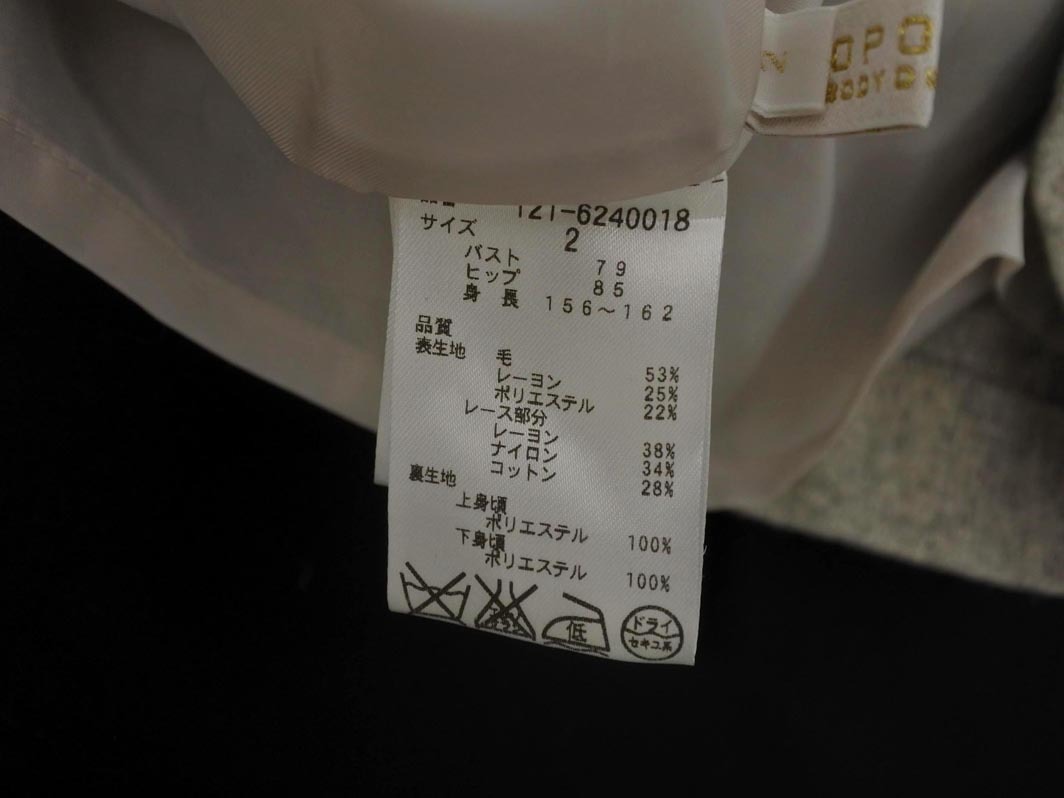 OPO
BODY D
品番 121-6240018
サイズ 2
バスト 79
ヒップ 85
身長 156～162
品質
表生地 毛 53%
レーヨン 25%
ポリエステル 22%
レース部分
レーヨン 38%
ナイロン 34%
コットン 28%
裏生地
上身頃
ポリエステル 100%
下身頃
ポリエステル 100%
低
ドライ
セキユ系